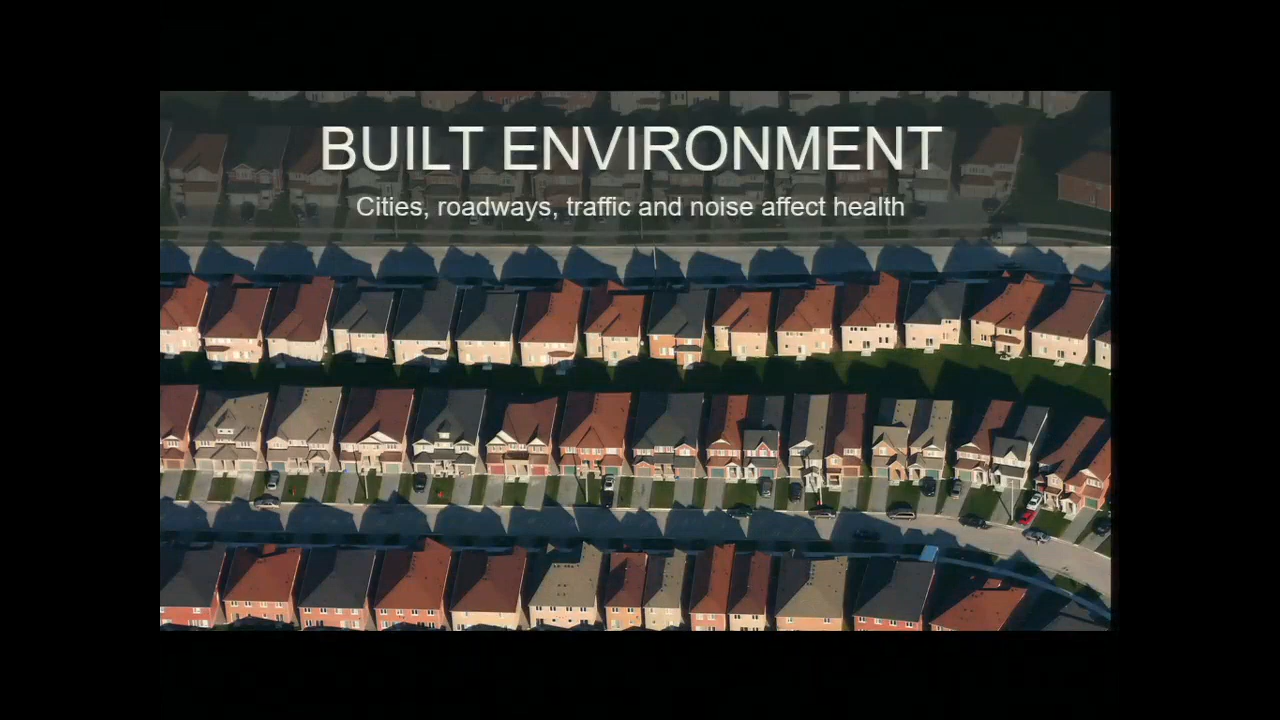 BUILT ENVIRONMENT
Cities, roadways, traffic and noise affect health